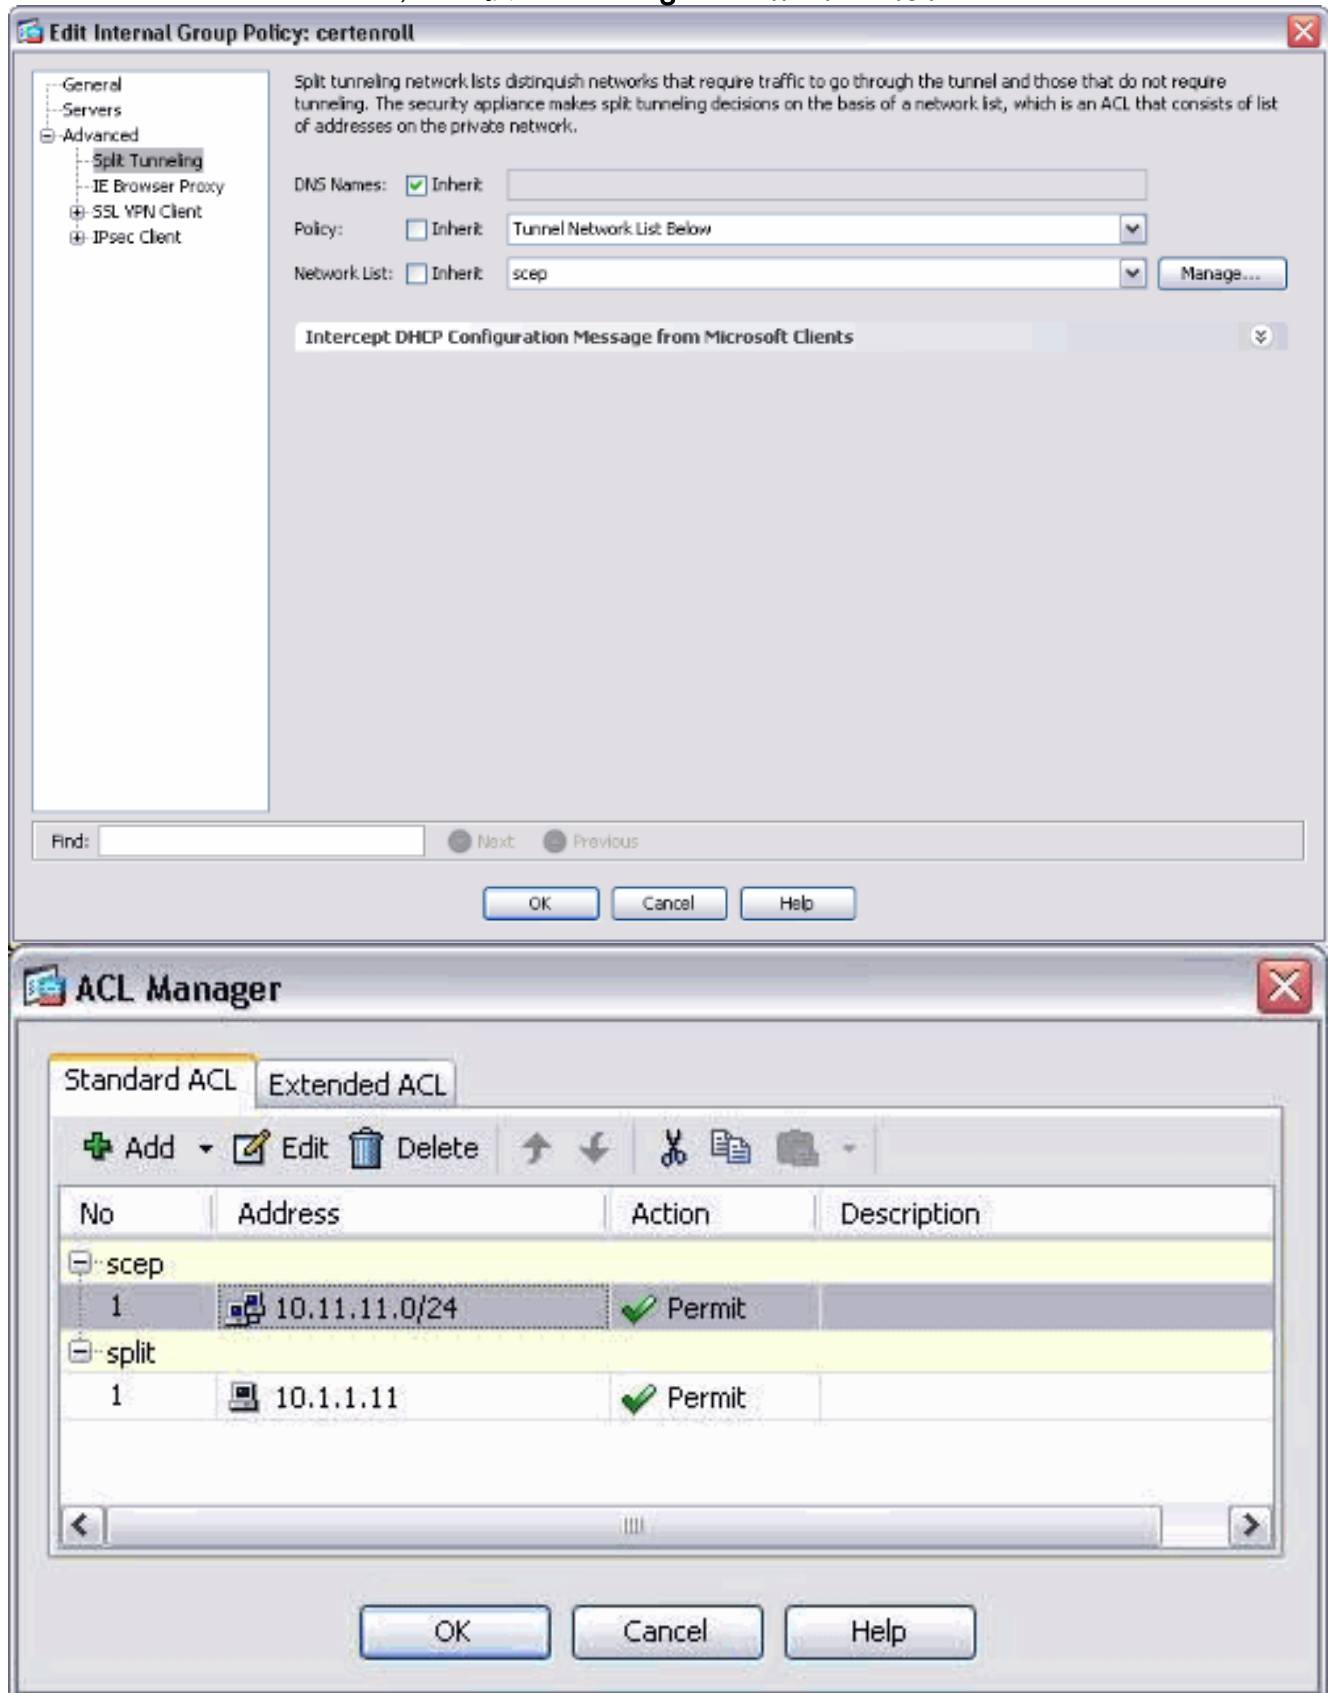 Edit Internal Group Policy: certenroll
General
Servers
Advanced
Split Tunneling
IE Browser Proxy
SSL VPN Client
IPsec Client
Split tunneling network lists distinguish networks that require traffic to go through the tunnel and those that do not require
tunneling. The security appliance makes split tunneling decisions on the basis of a network list, which is an ACL that consists of list
of addresses on the private network.
DNS Names: Inherit
Policy: Inherit Tunnel Network List Below
Network List: Inherit scep Manage...
Intercept DHCP Configuration Message from Microsoft Clients
Find: Next Previous
OK Cancel Help
ACL Manager
Standard ACL Extended ACL
Add Edit Delete
No Address Action Description
scep
1 10.11.11.0/24 Permit
split
1 10.1.1.11 Permit
OK Cancel Help